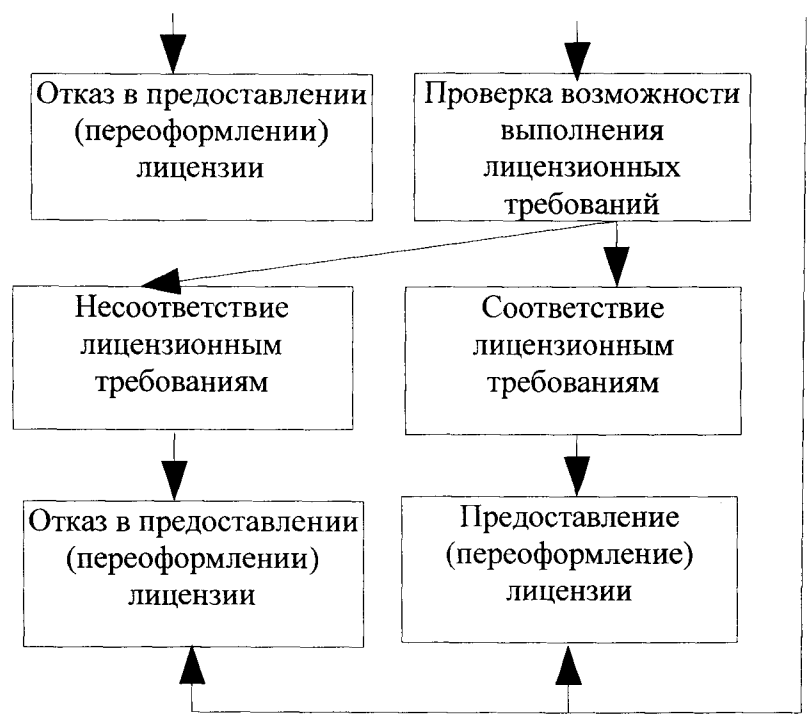 Отказ в предоставлении
(переоформлении)
лицензии
Проверка возможности
выполнения
лицензионных
требований
Несоответствие
лицензионным
требованиям
Соответствие
лицензионным
требованиям
Отказ в предоставлении
(переоформлении)
лицензии
Предоставление
(переоформление)
лицензии